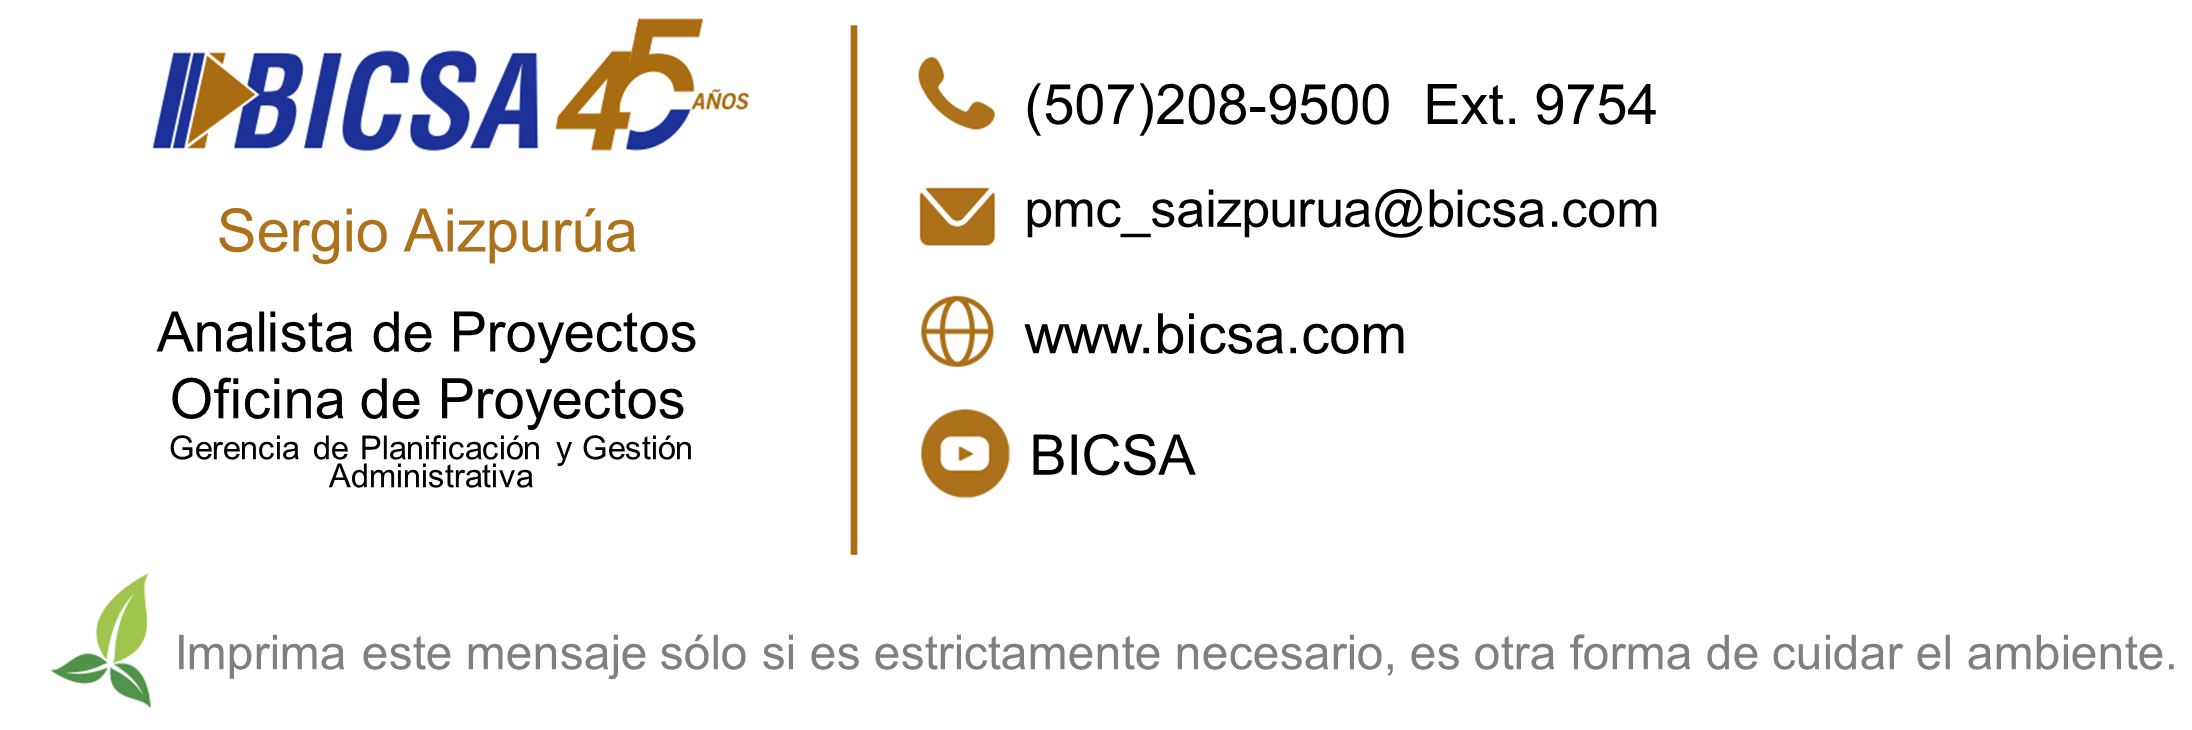 BICSA 45 AÑOS
Sergio Aizpurúa
Analista de Proyectos
Oficina de Proyectos
Gerencia de Planificación y Gestión
Administrativa
(507)208-9500 Ext. 9754
pmc_saizpurua@bicsa.com
www.bicsa.com
BICSA
Imprima este mensaje sólo si es estrictamente necesario, es otra forma de cuidar el ambiente.